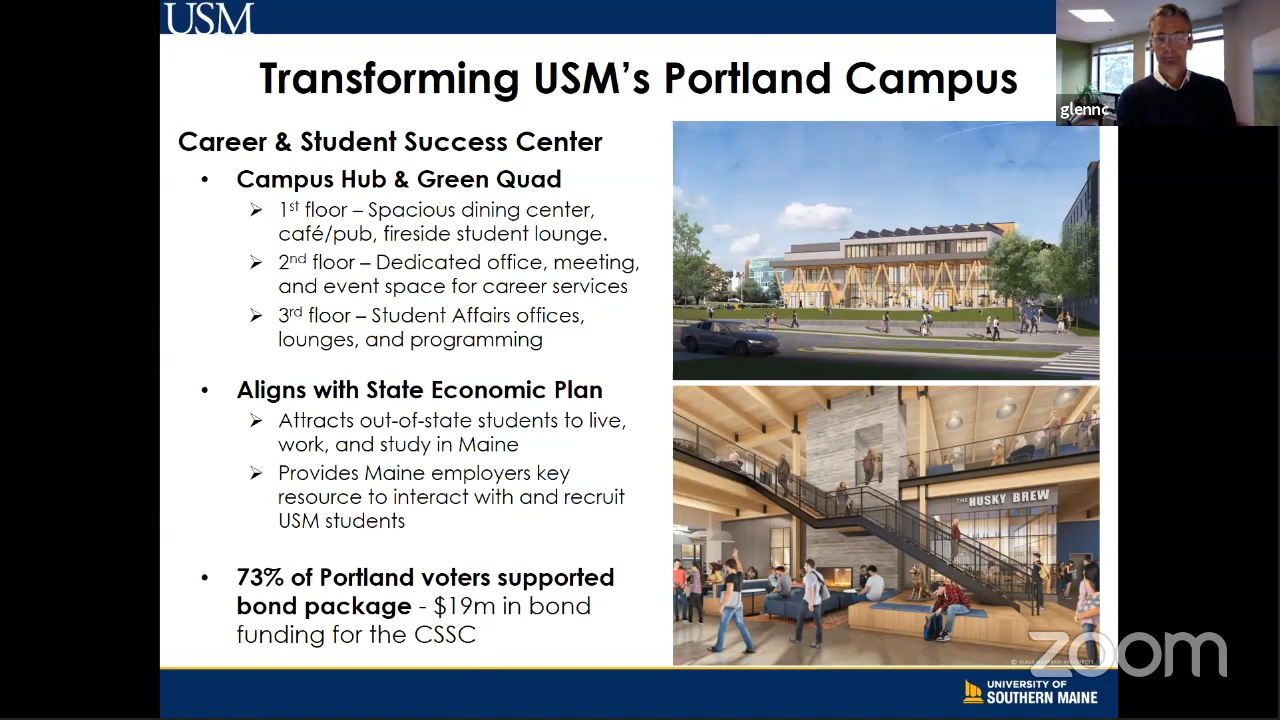 USM
Transforming USM's Portland Campus
glennc
Career & Student Success Center
• Campus Hub & Green Quad
➢ 1st floor – Spacious dining center,
café/pub, fireside student lounge.
➢ 2nd floor – Dedicated office, meeting,
and event space for career services
➢ 3rd floor – Student Affairs offices,
lounges, and programming
• Aligns with State Economic Plan
➢ Attracts out-of-state students to live,
work, and study in Maine
➢ Provides Maine employers key
resource to interact with and recruit
USM students
• 73% of Portland voters supported
bond package - $19m in bond
funding for the CSSC
THE HUSKY BREW
zoom
UNIVERSITY OF
SOUTHERN MAINE